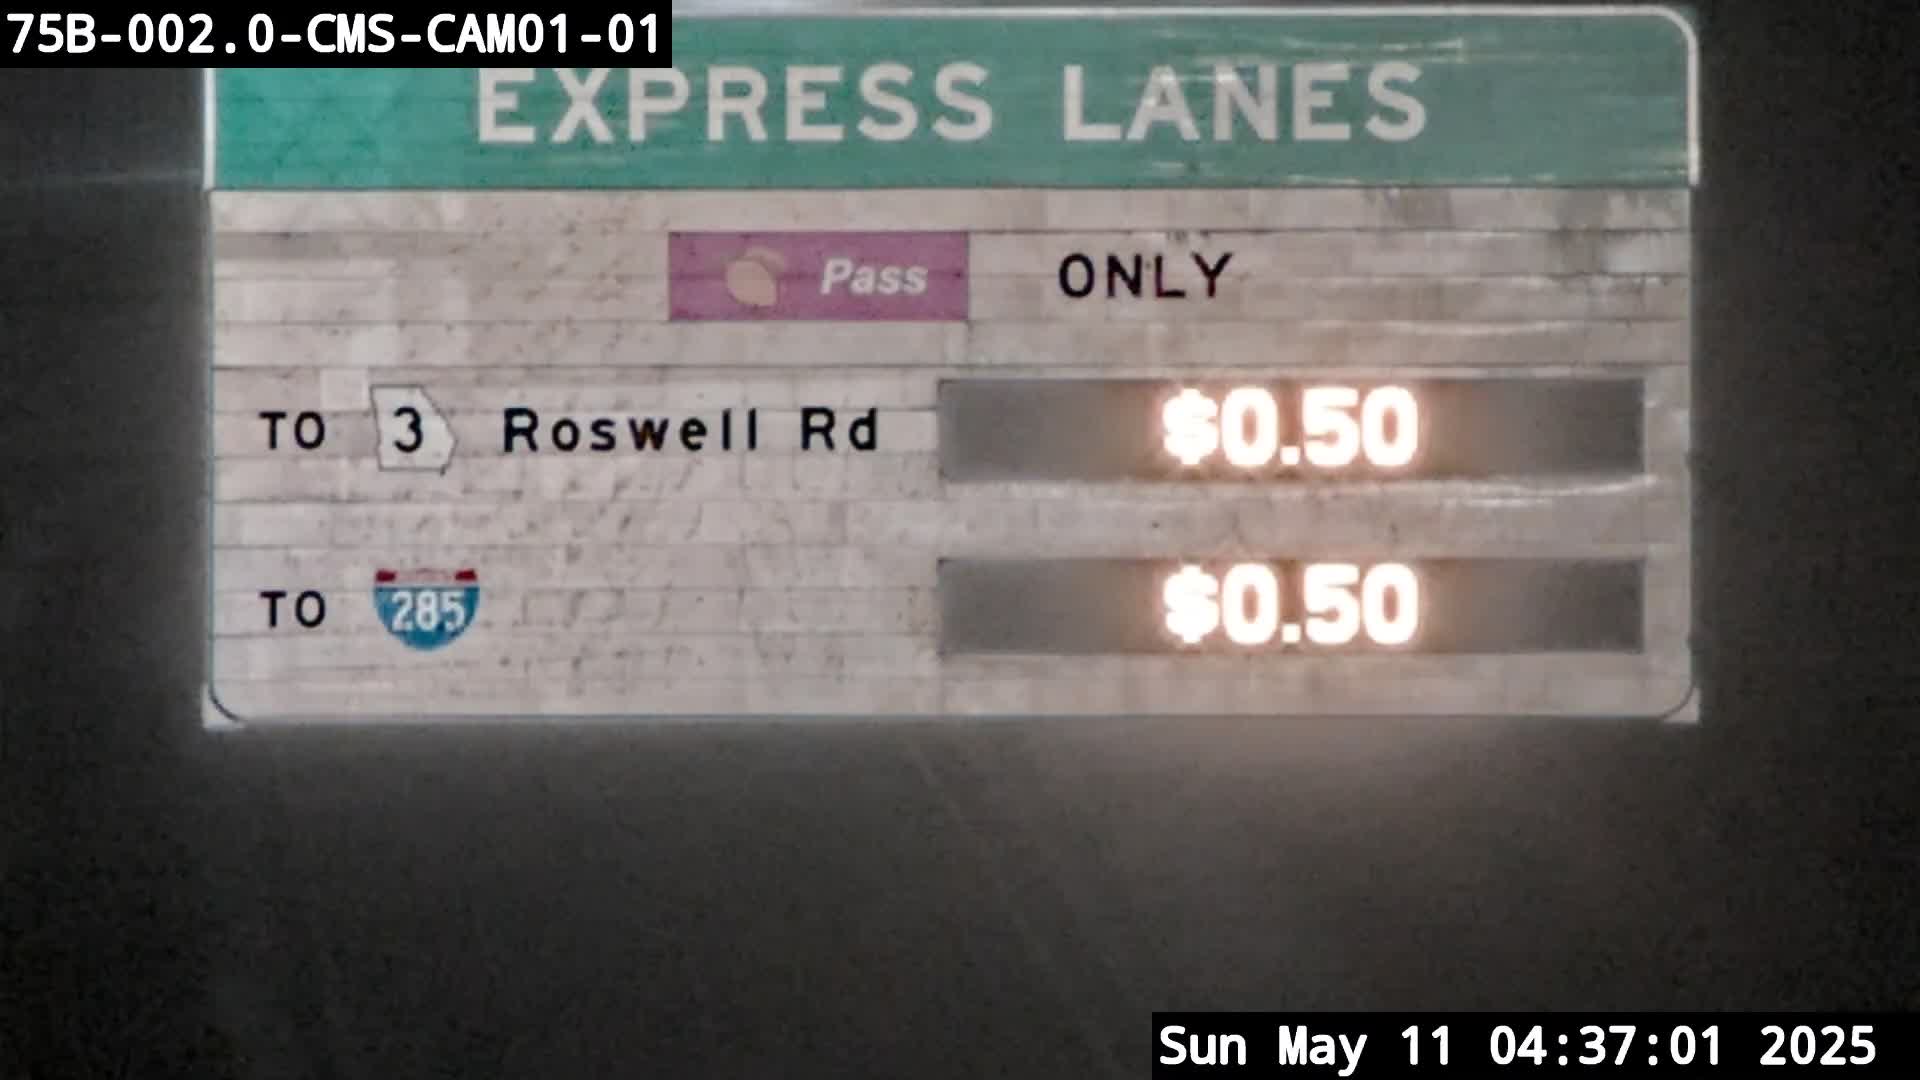 75B-002.0-CMS-CAM01-01
EXPRESS LANES
Pass ONLY
TO 3 Roswell Rd $0.50
TO 285 $0.50
Sun May 11 04:37:01 2025